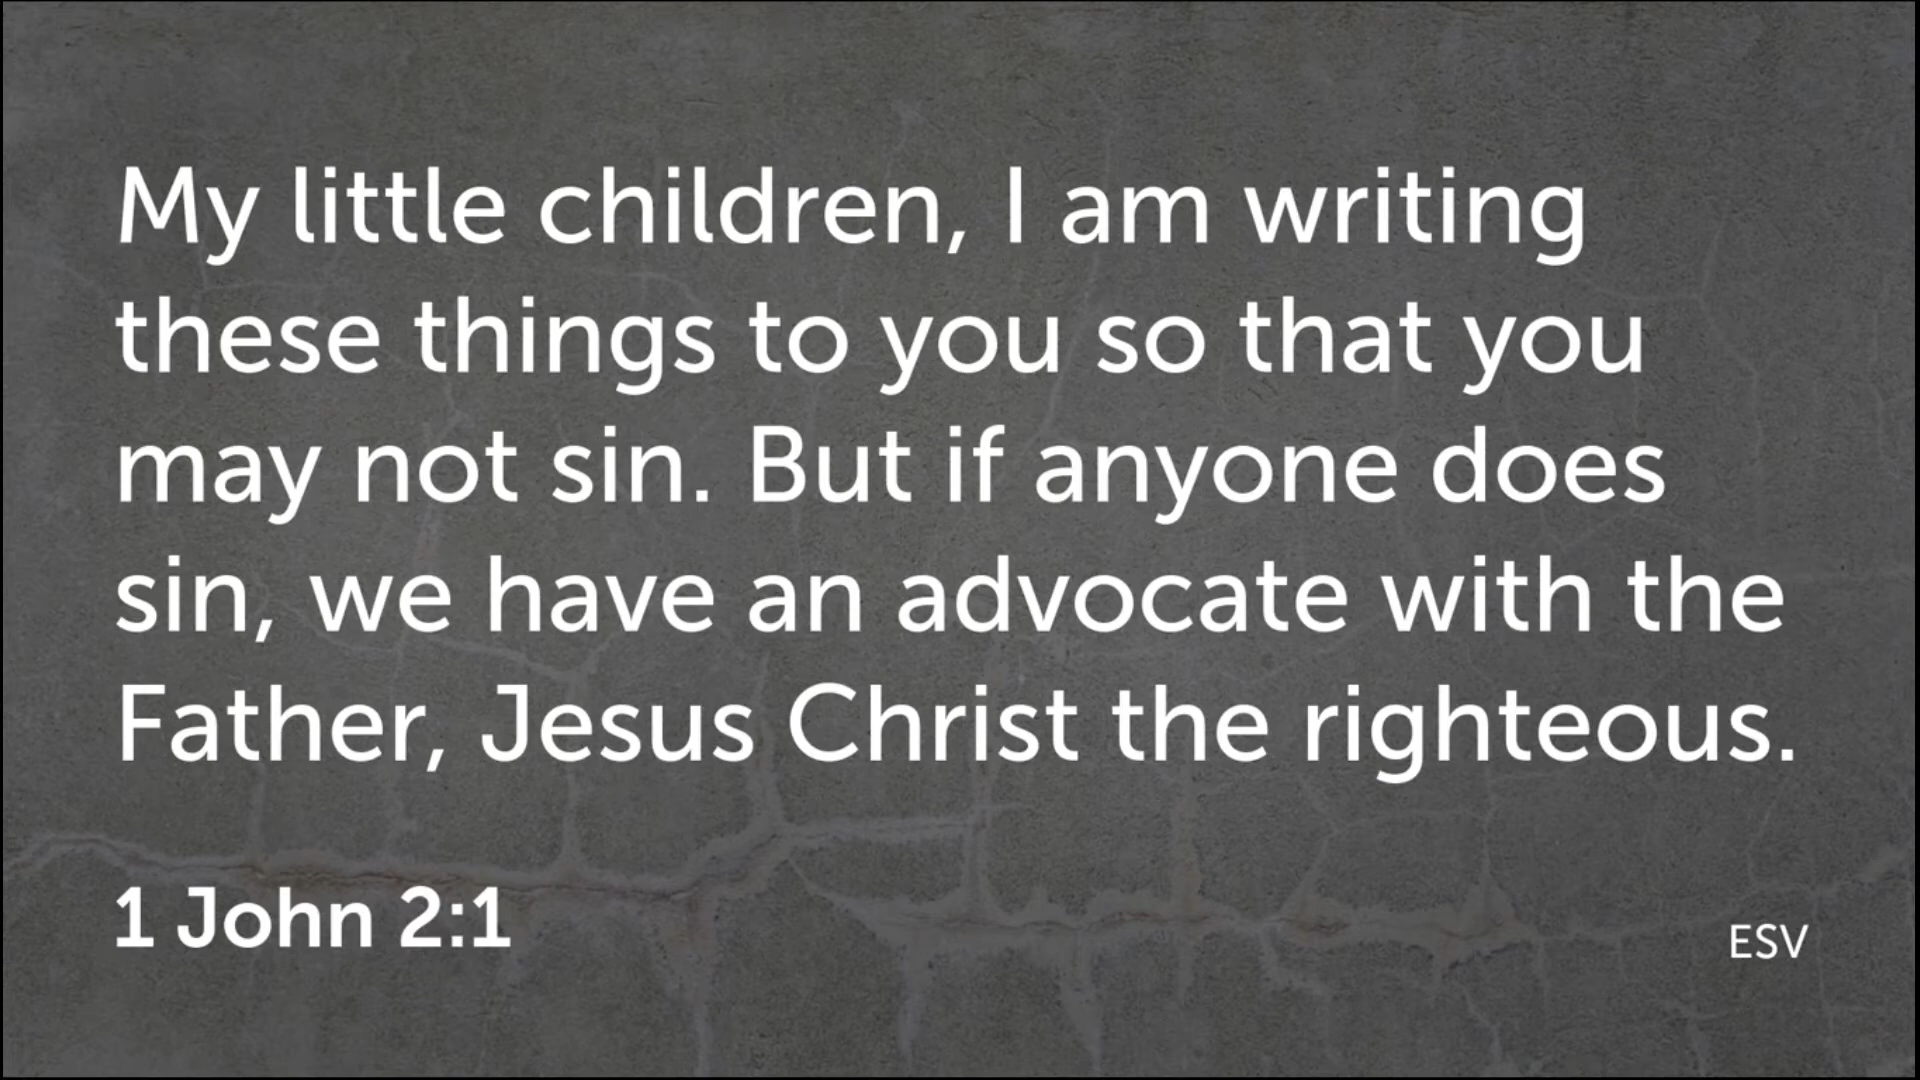 My little children, I am writing
these things to you so that you
may not sin. But if anyone does
sin, we have an advocate with the
Father, Jesus Christ the righteous.
1 John 2:1
ESV